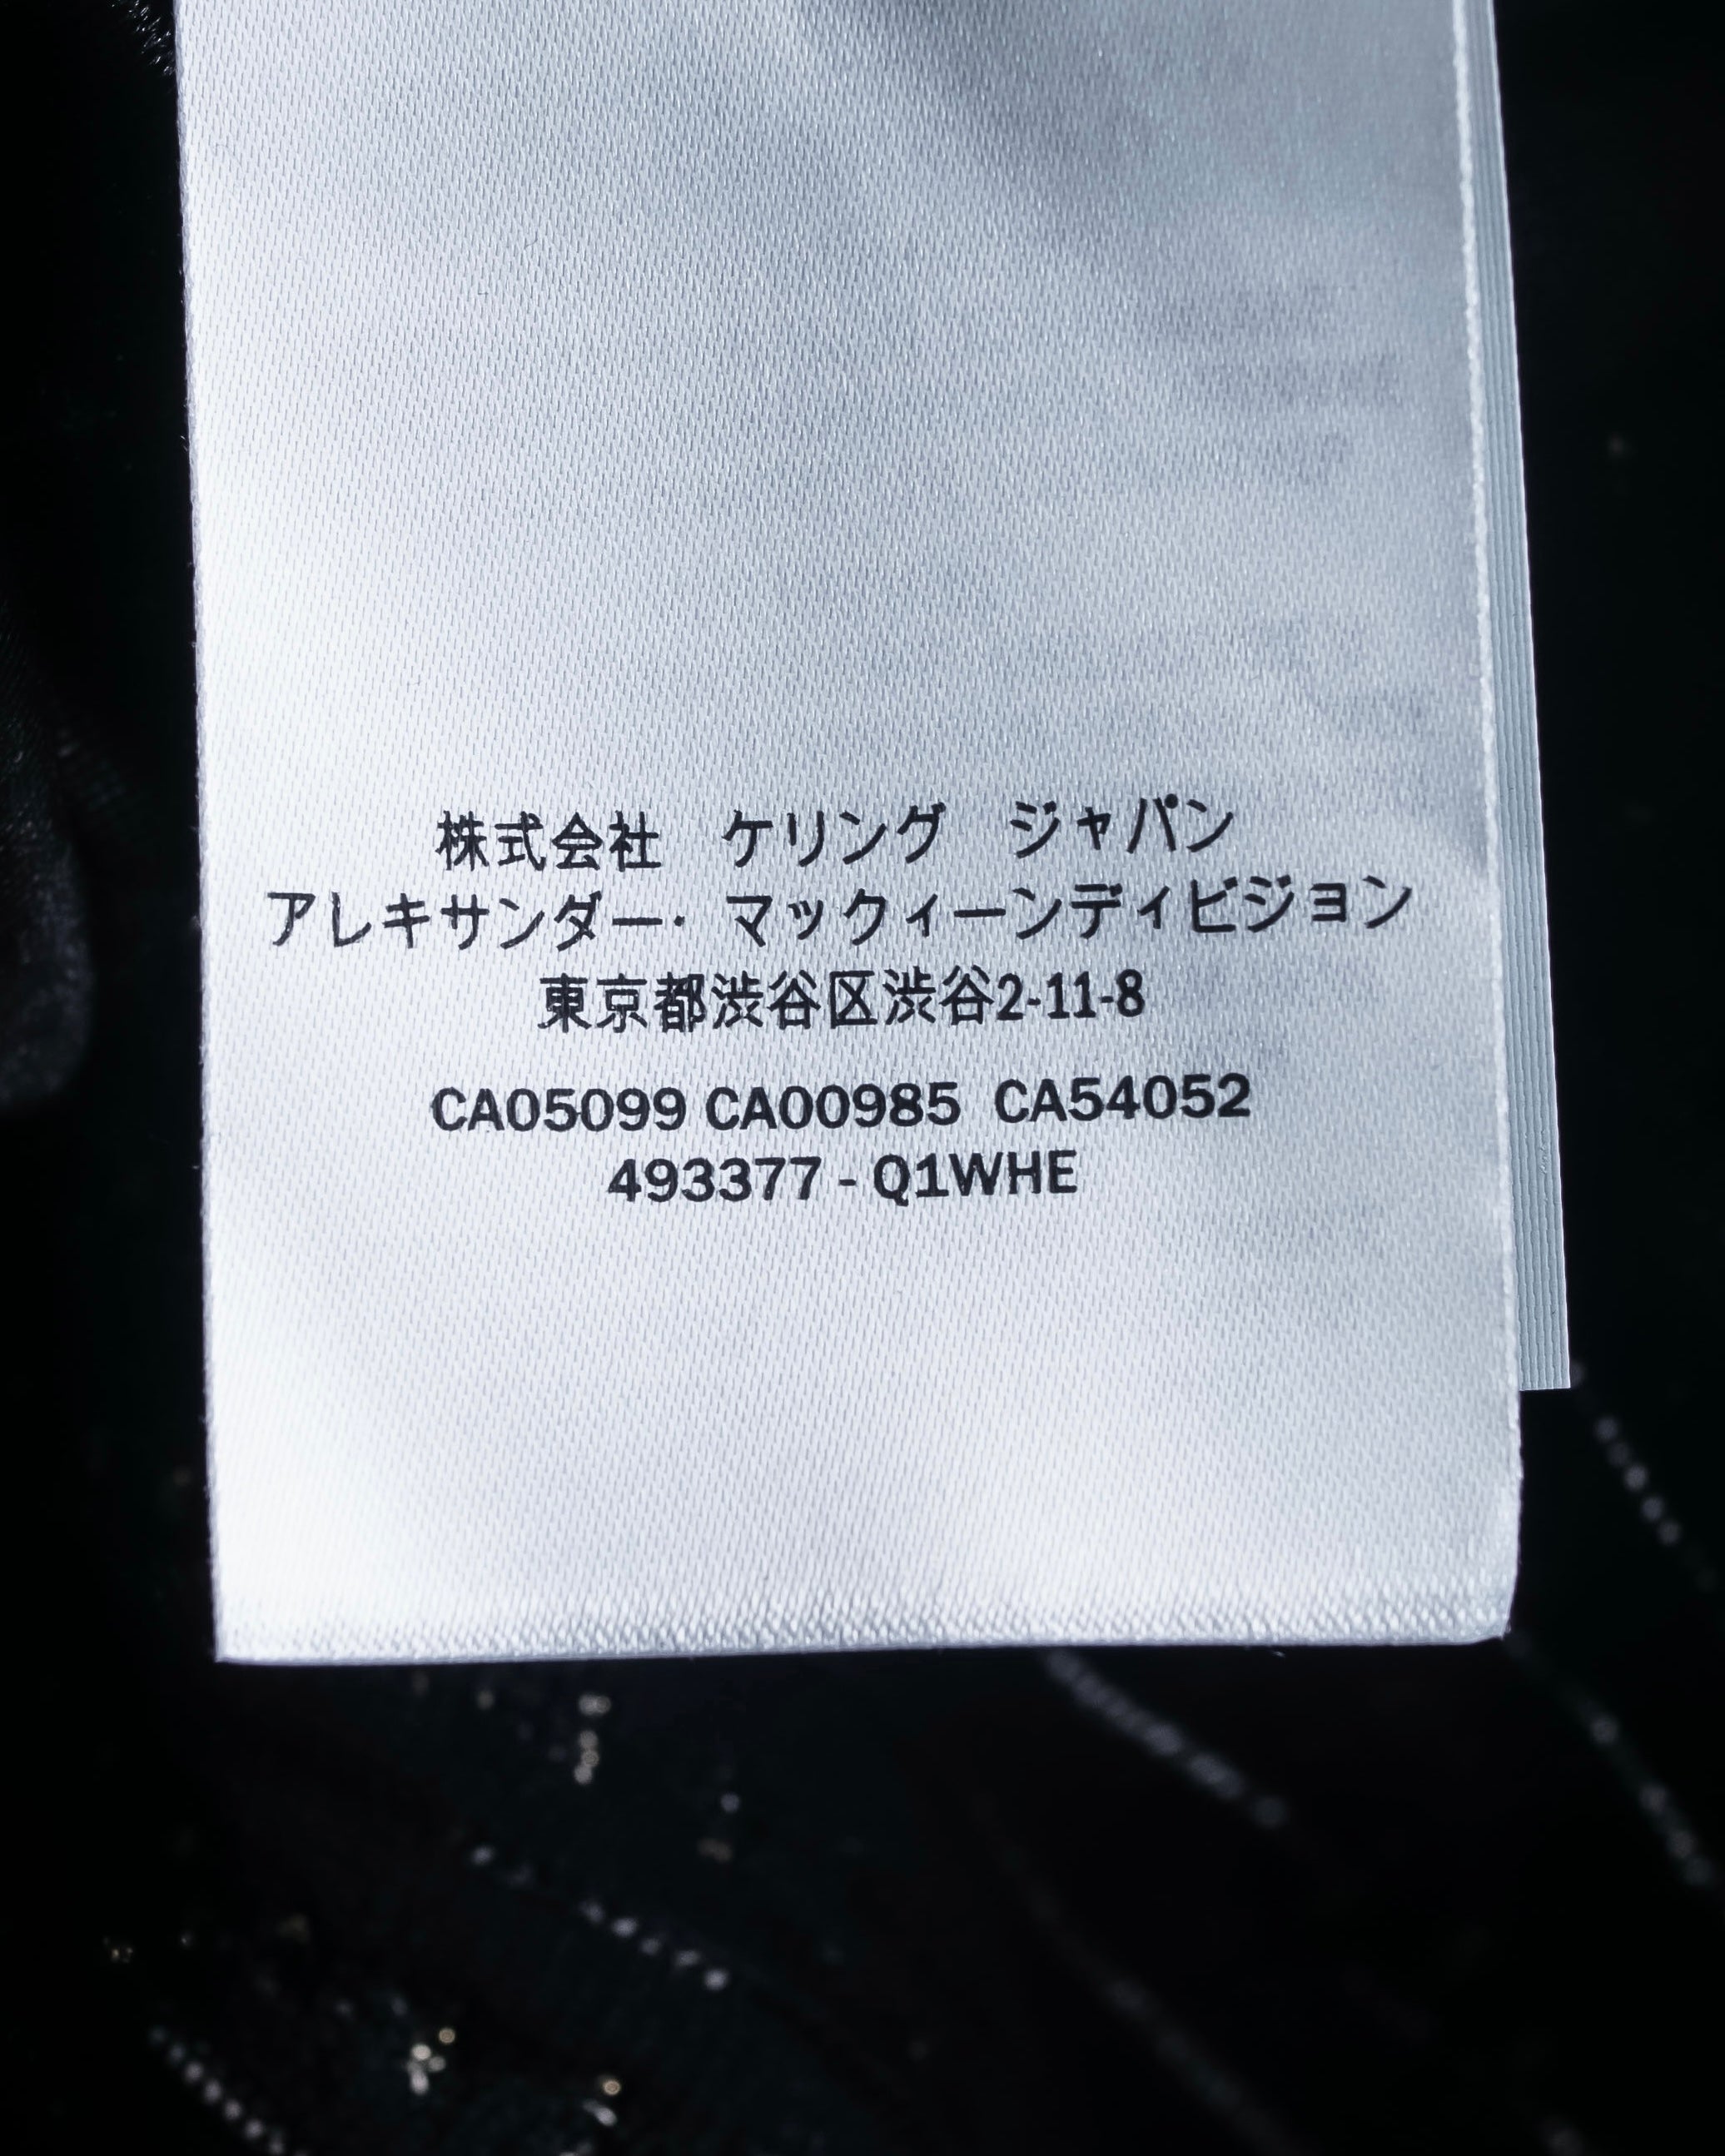 株式会社　ケリング　ジャパン
アレキサンダー・マックィーンディビジョン
東京都渋谷区渋谷2-11-8
CA05099 CA00985 CA54052
493377 - Q1WHE